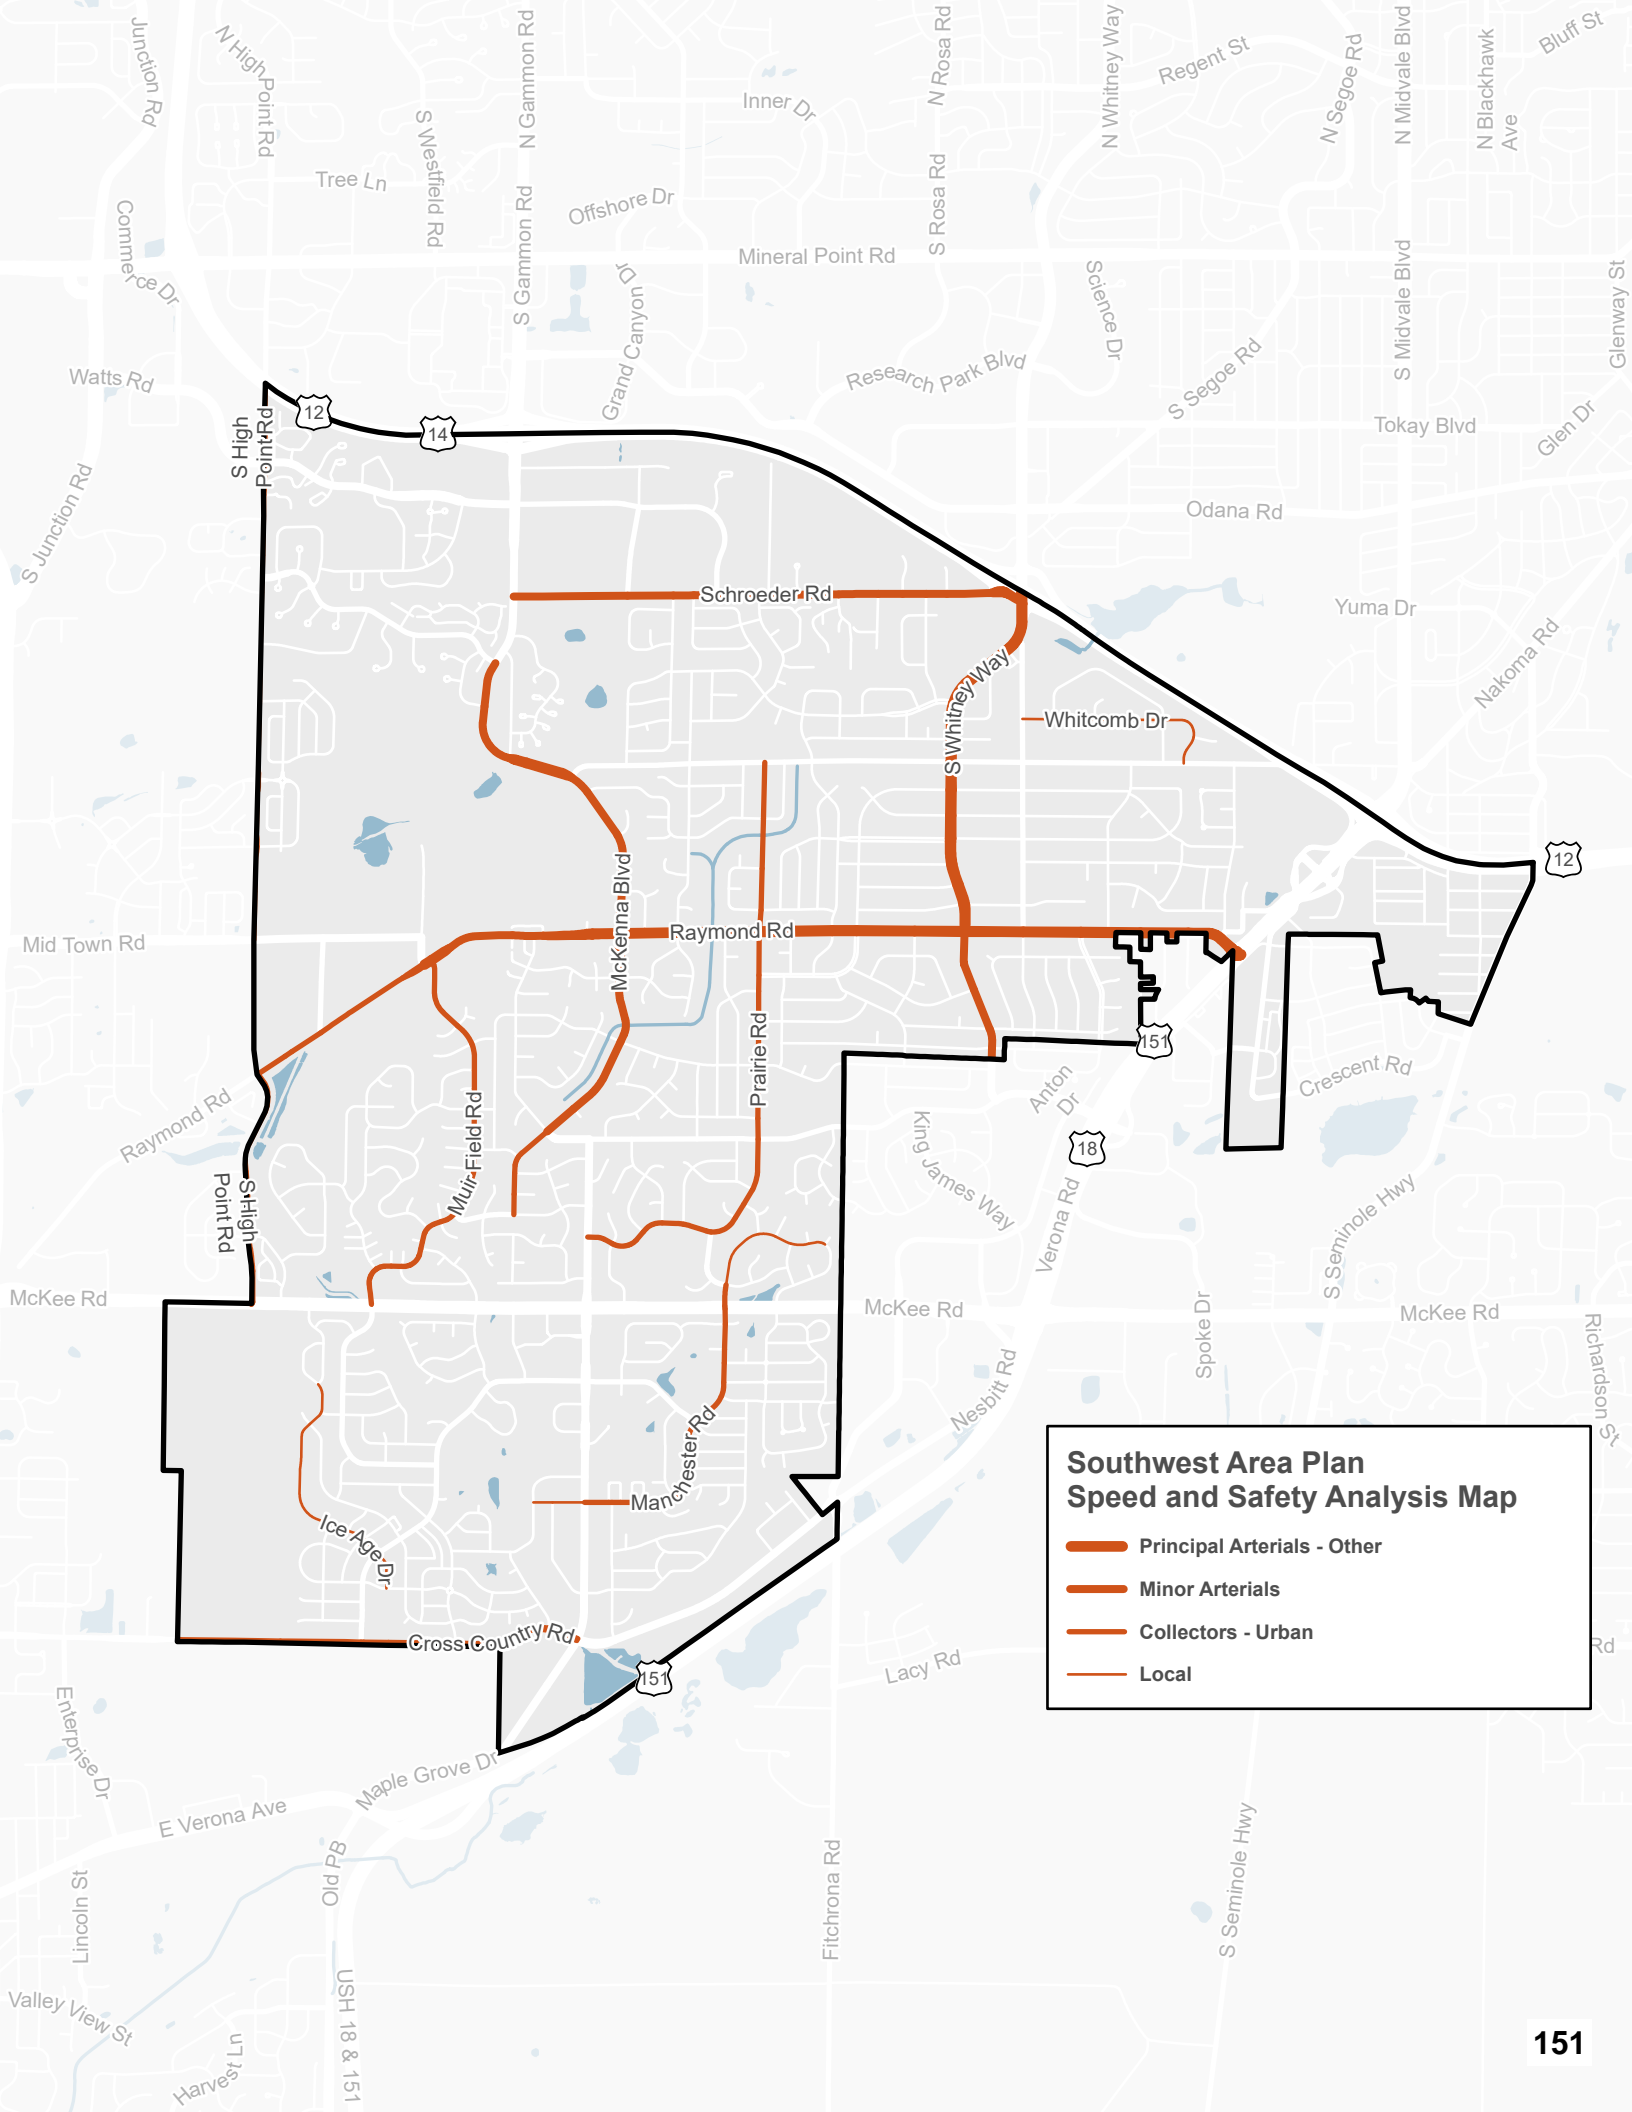 Junction Rd
N High Point Rd
S Westfield Rd
N Gammon Rd
Inner Dr
N Rosa Rd
N Whitney Way
Regent St
N Segoe Rd
N Midvale Blvd
N Blackhawk
Ave
Bluff St
Tree Ln
Commerce Dr
S Gammon Rd
Offshore Dr
Grand Canyon Dr
Mineral Point Rd
S Rosa Rd
Science Dr
S Midvale Blvd
Glenway St
Watts Rd
12
14
S High
Point Rd
Research Park Blvd
S Segoe Rd
Tokay Blvd
Glen Dr
S Junction Rd
Odana Rd
Schroeder Rd
Yuma Dr
Nakoma Rd
S Whitney Way
Whitcomb Dr
McKenna Blvd
12
Mid Town Rd
Raymond Rd
Prairie Rd
151
Anton
Dr
Crescent Rd
Raymond Rd
Muir Field Rd
King James Way
18
S High
Point Rd
Verona Rd
S Seminole Hwy
McKee Rd
McKee Rd
Spoke Dr
McKee Rd
Richardson St
Nesbitt Rd
Manchester Rd
Ice Age Dr
Cross Country Rd
Southwest Area Plan
Speed and Safety Analysis Map
Principal Arterials - Other
Minor Arterials
Collectors - Urban
Local
Rd
Lacy Rd
151
Enterprise Dr
Maple Grove Dr
E Verona Ave
Old PB
Lincoln St
Fitchrona Rd
S Seminole Hwy
USH 18 & 151
Valley View St
Harvest Ln
151